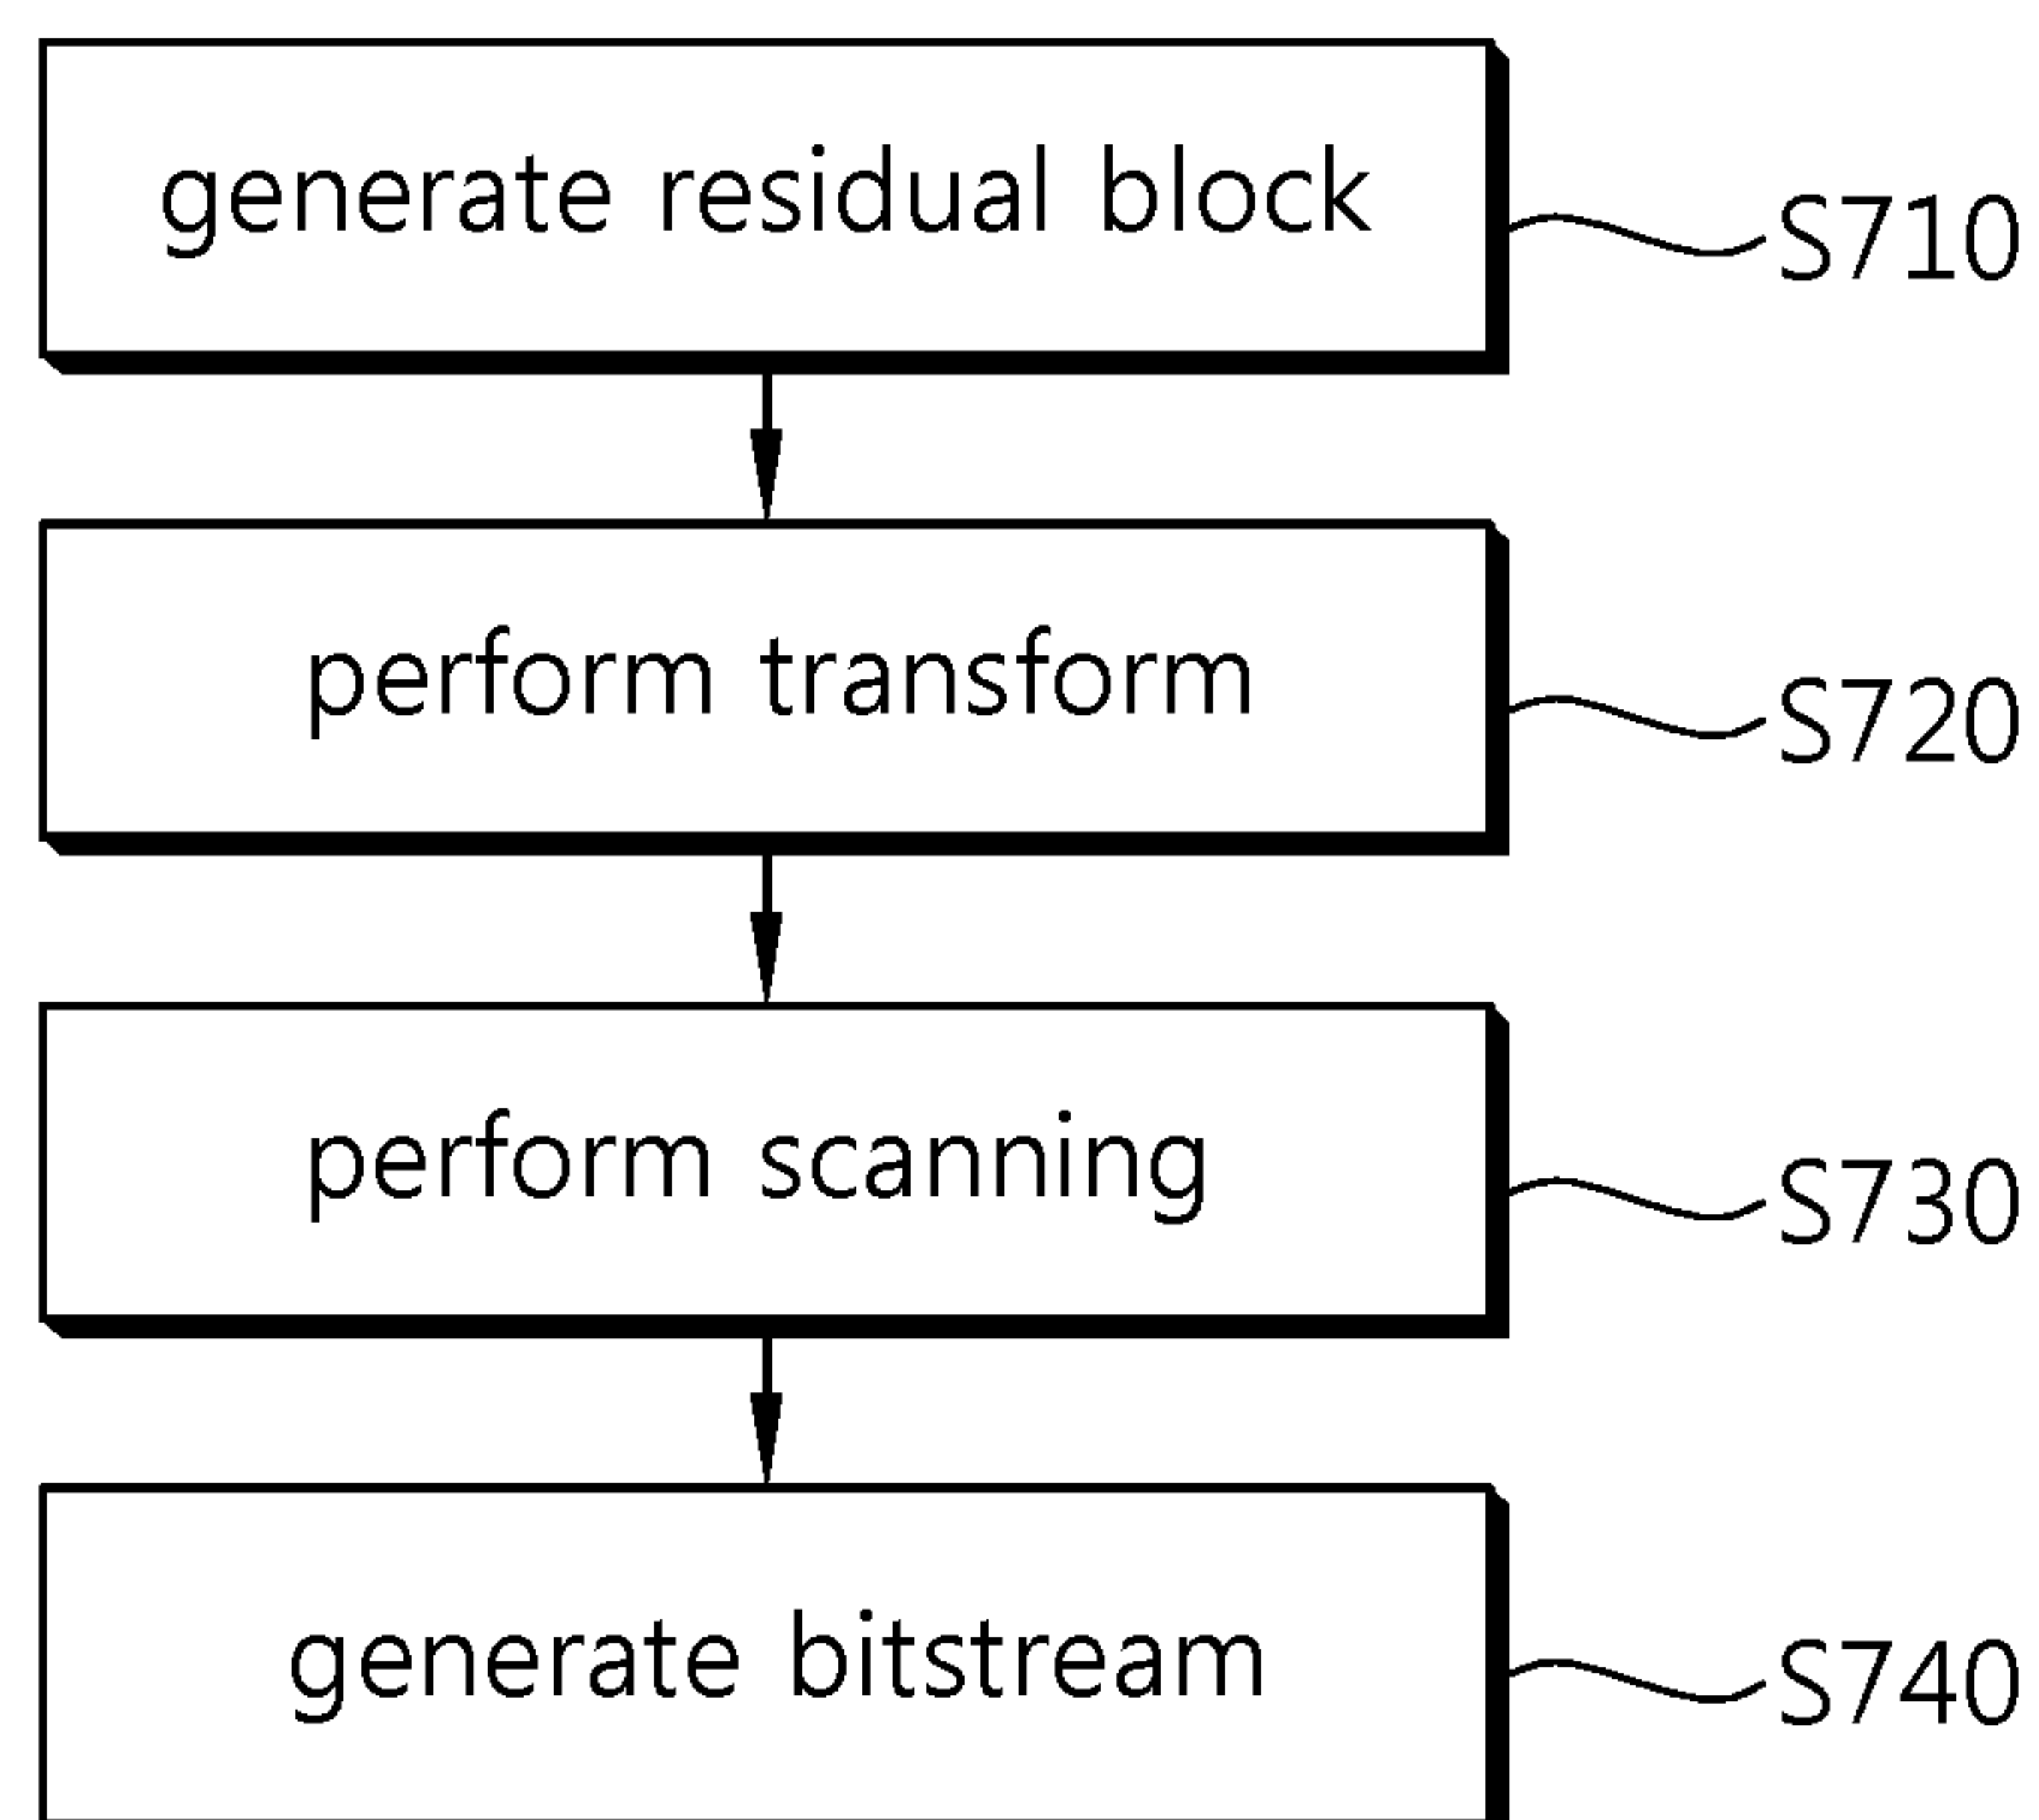 generate residual block
S710
perform transform
S720
perform scanning
S730
generate bitstream
S740